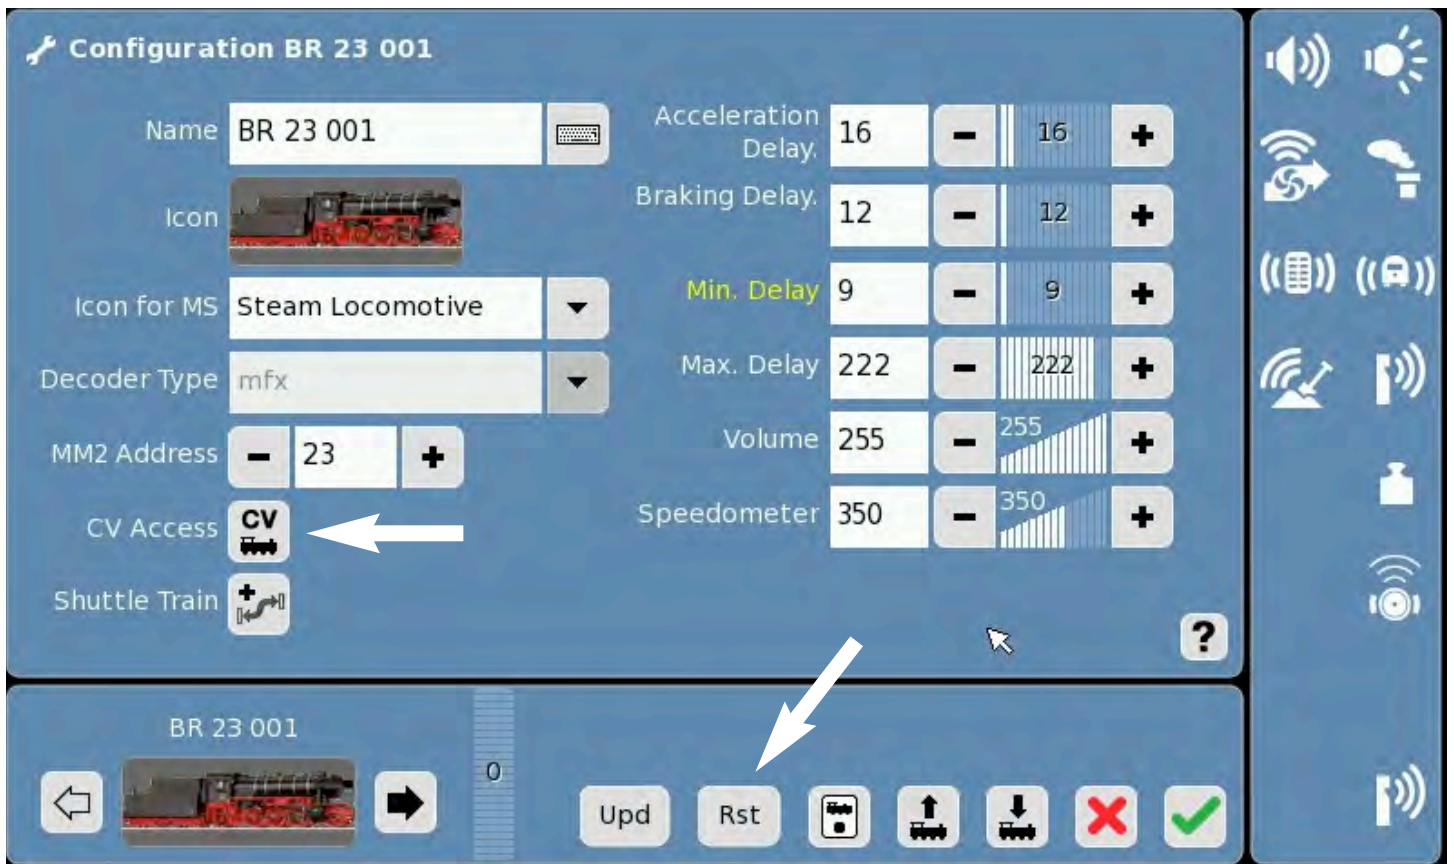 Configuration BR 23 001
Name BR 23 001
Icon
Icon for MS Steam Locomotive
Decoder Type mfx
MM2 Address - 23 +
CV Access CV
Shuttle Train +
Acceleration
Delay. 16 - 16 +
Braking Delay. 12 - 12 +
Min. Delay 9 - 9 +
Max. Delay 222 - 222 +
Volume 255 - 255 +
Speedometer 350 - 350 +
?
BR 23 001
0
Upd Rst